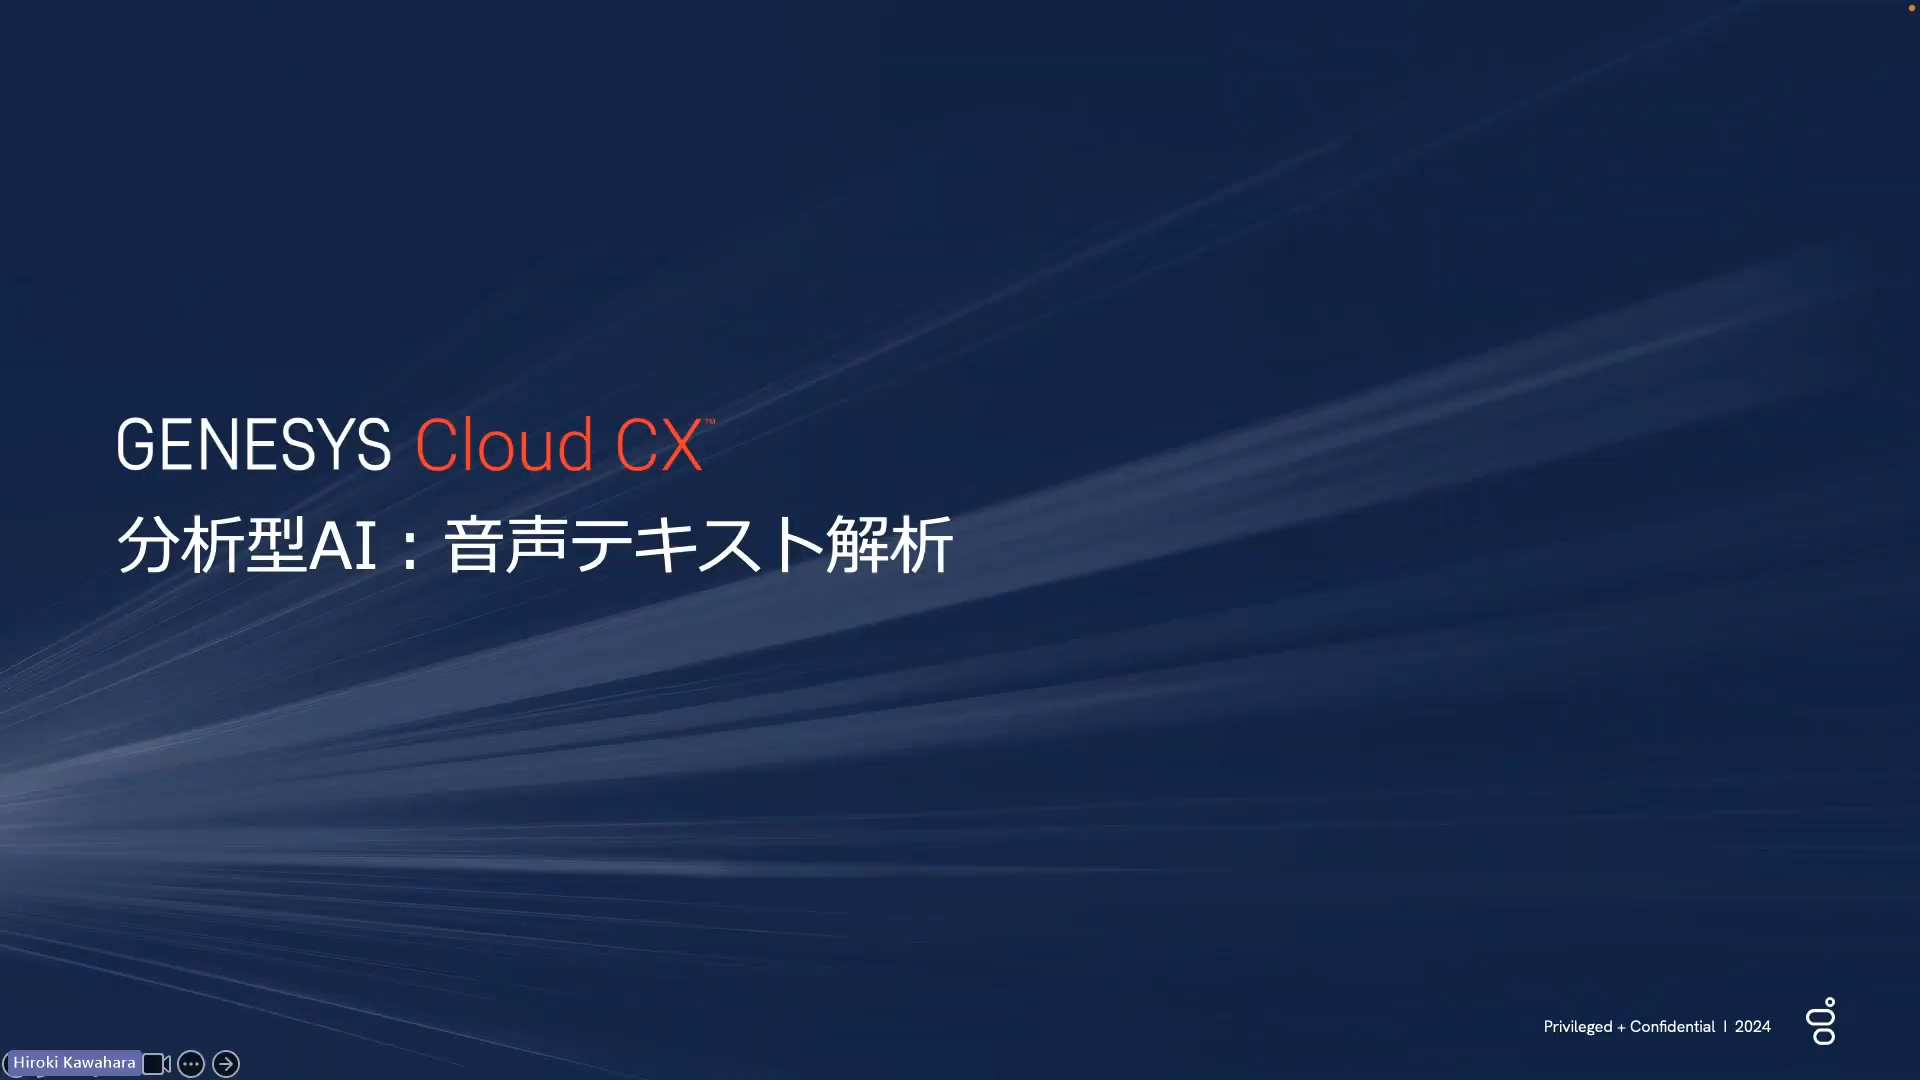 GENESYS Cloud CX™
分析型AI：音声テキスト解析
Privileged + Confidential | 2024
Hiroki Kawahara